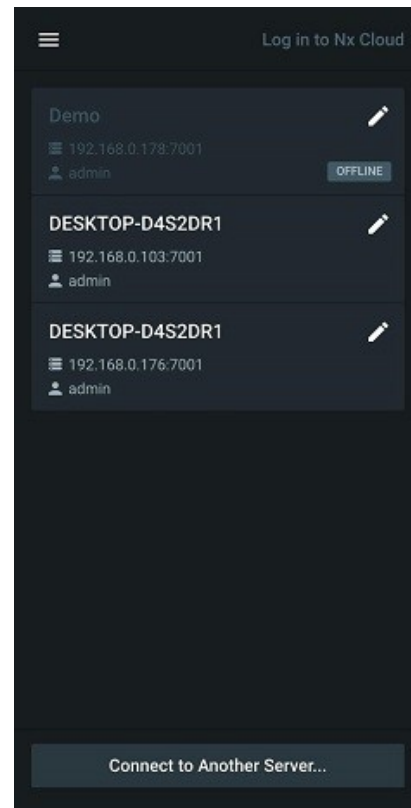 Log in to Nx Cloud
Demo
192.168.0.178:7001
admin
OFFLINE
DESKTOP-D4S2DR1
192.168.0.103:7001
admin
DESKTOP-D4S2DR1
192.168.0.176:7001
admin
Connect to Another Server...